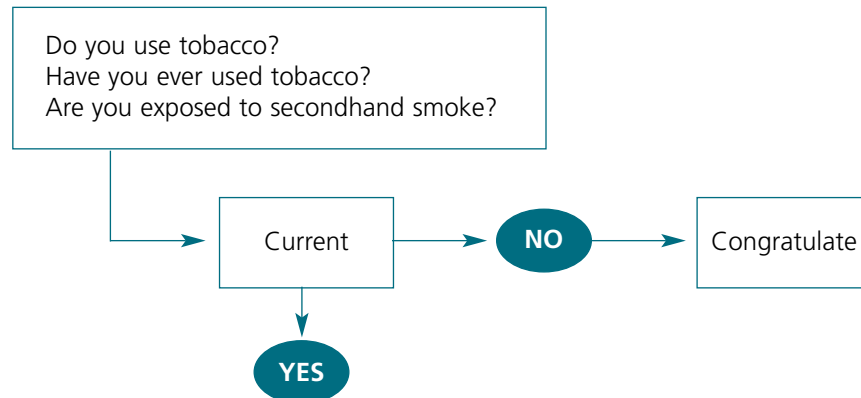 Do you use tobacco?
Have you ever used tobacco?
Are you exposed to secondhand smoke?
Current
NO
Congratulate
YES